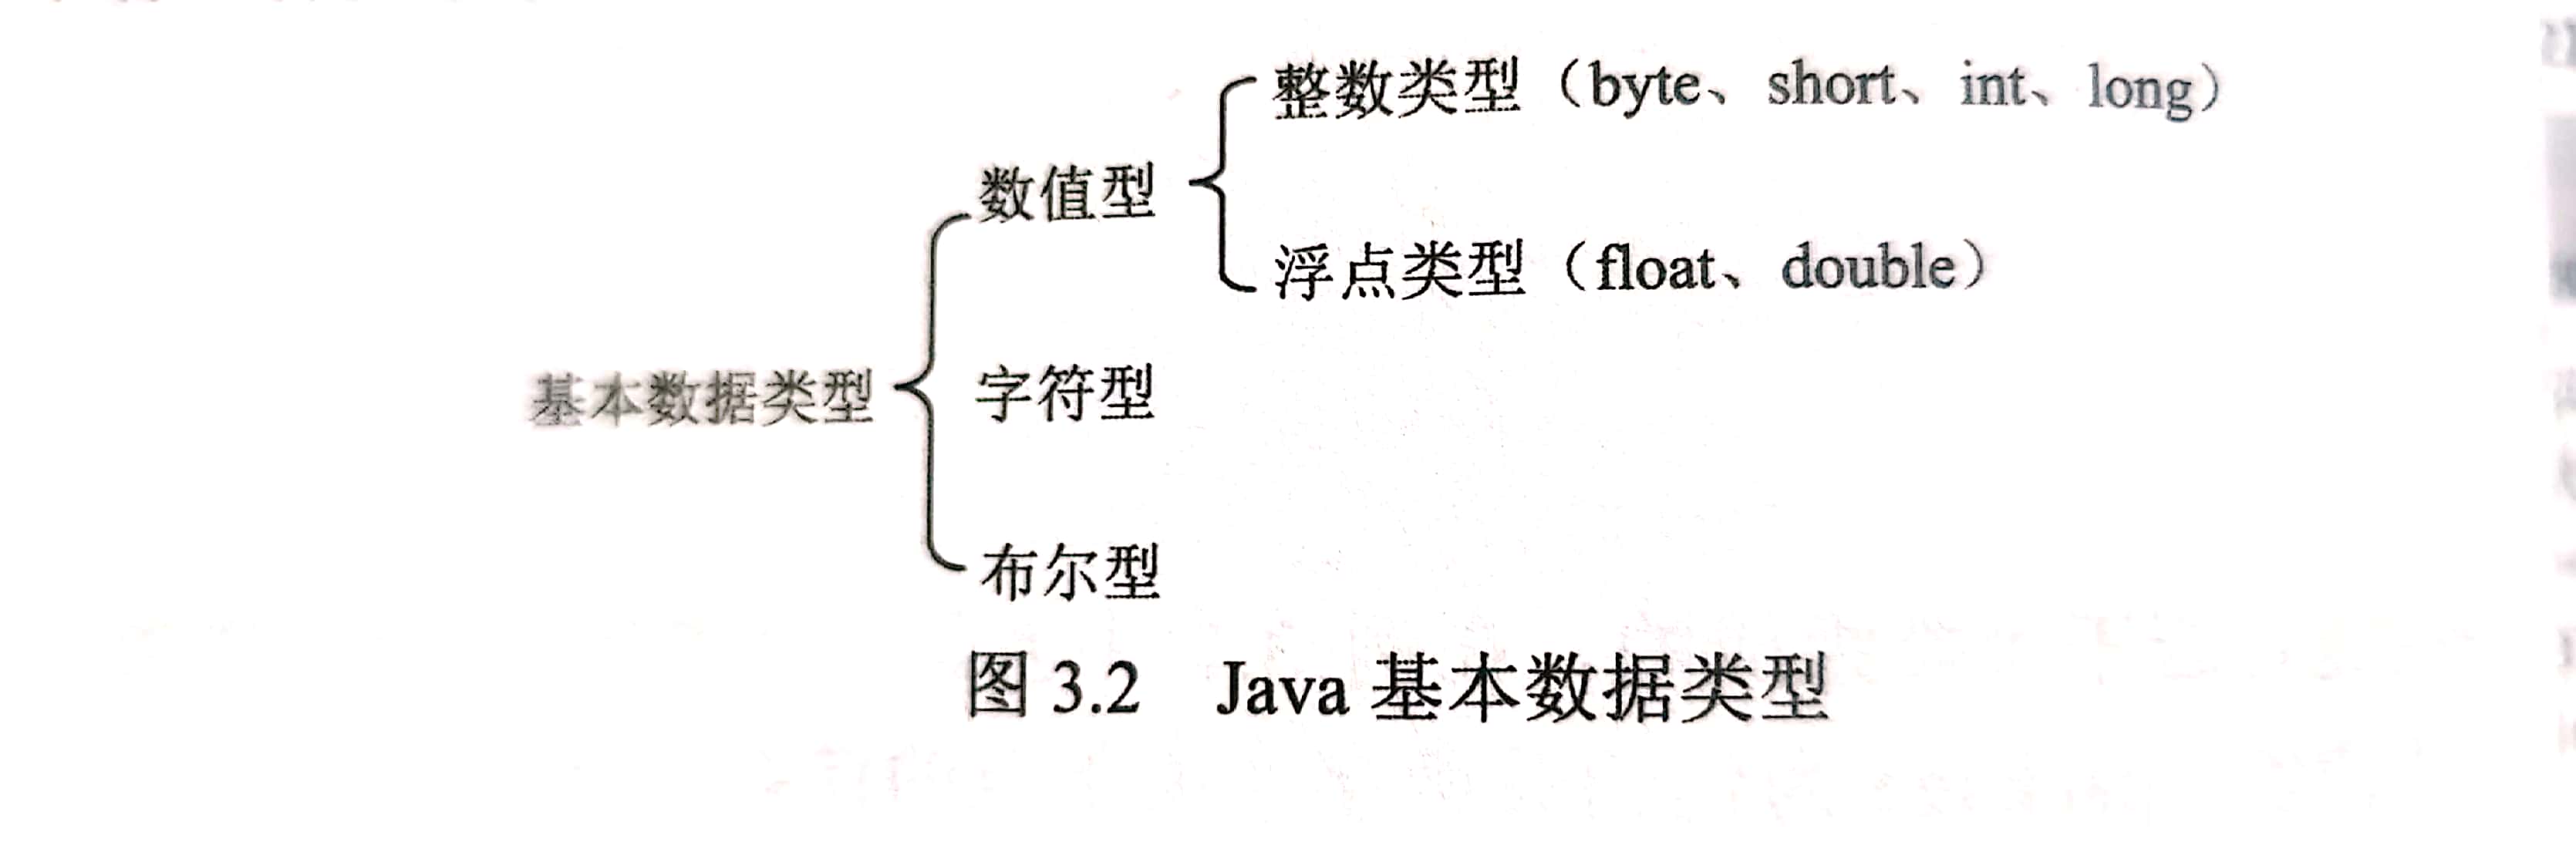 整数类型（byte、short、int、long）
数值型
浮点类型（float、double）
基本数据类型
字符型
布尔型
图 3.2 Java 基本数据类型